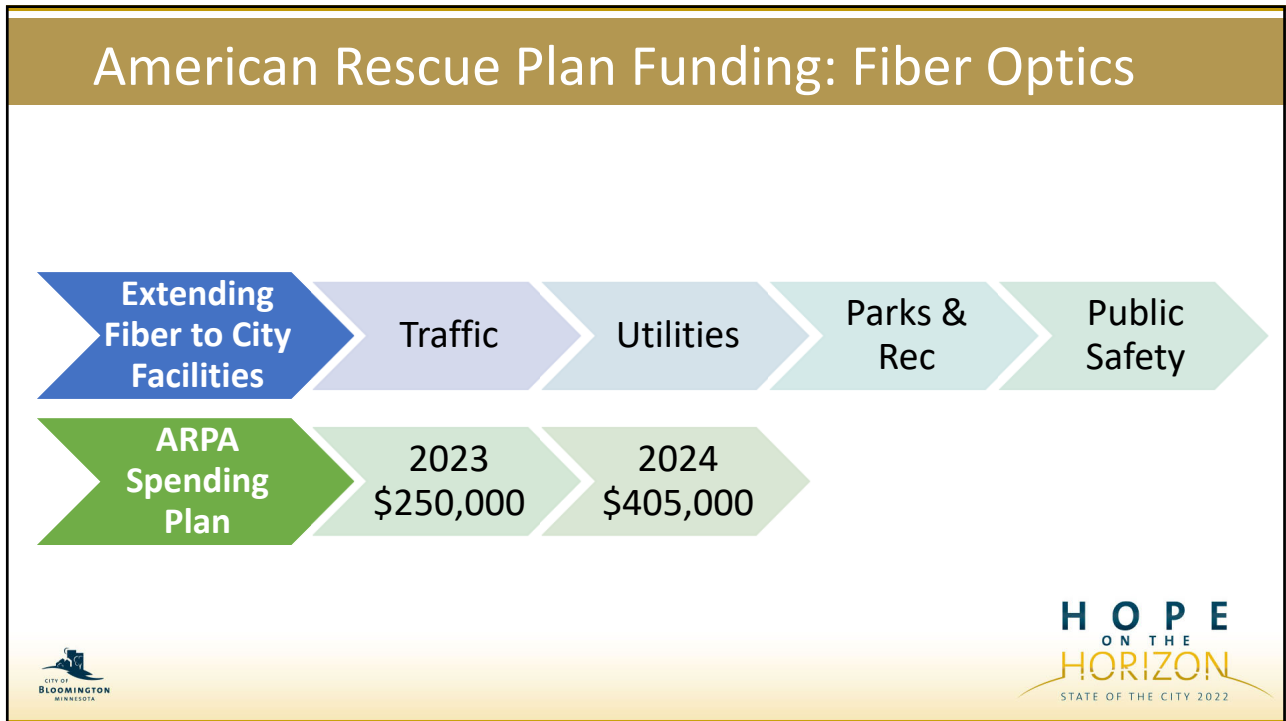 American Rescue Plan Funding: Fiber Optics
Extending
Fiber to City
Facilities
Traffic
Utilities
Parks &
Rec
Public
Safety
ARPA
Spending
Plan
2023
$250,000
2024
$405,000
CITY OF
BLOOMINGTON
MINNESOTA
HOPE
ON THE
HORIZON
STATE OF THE CITY 2022